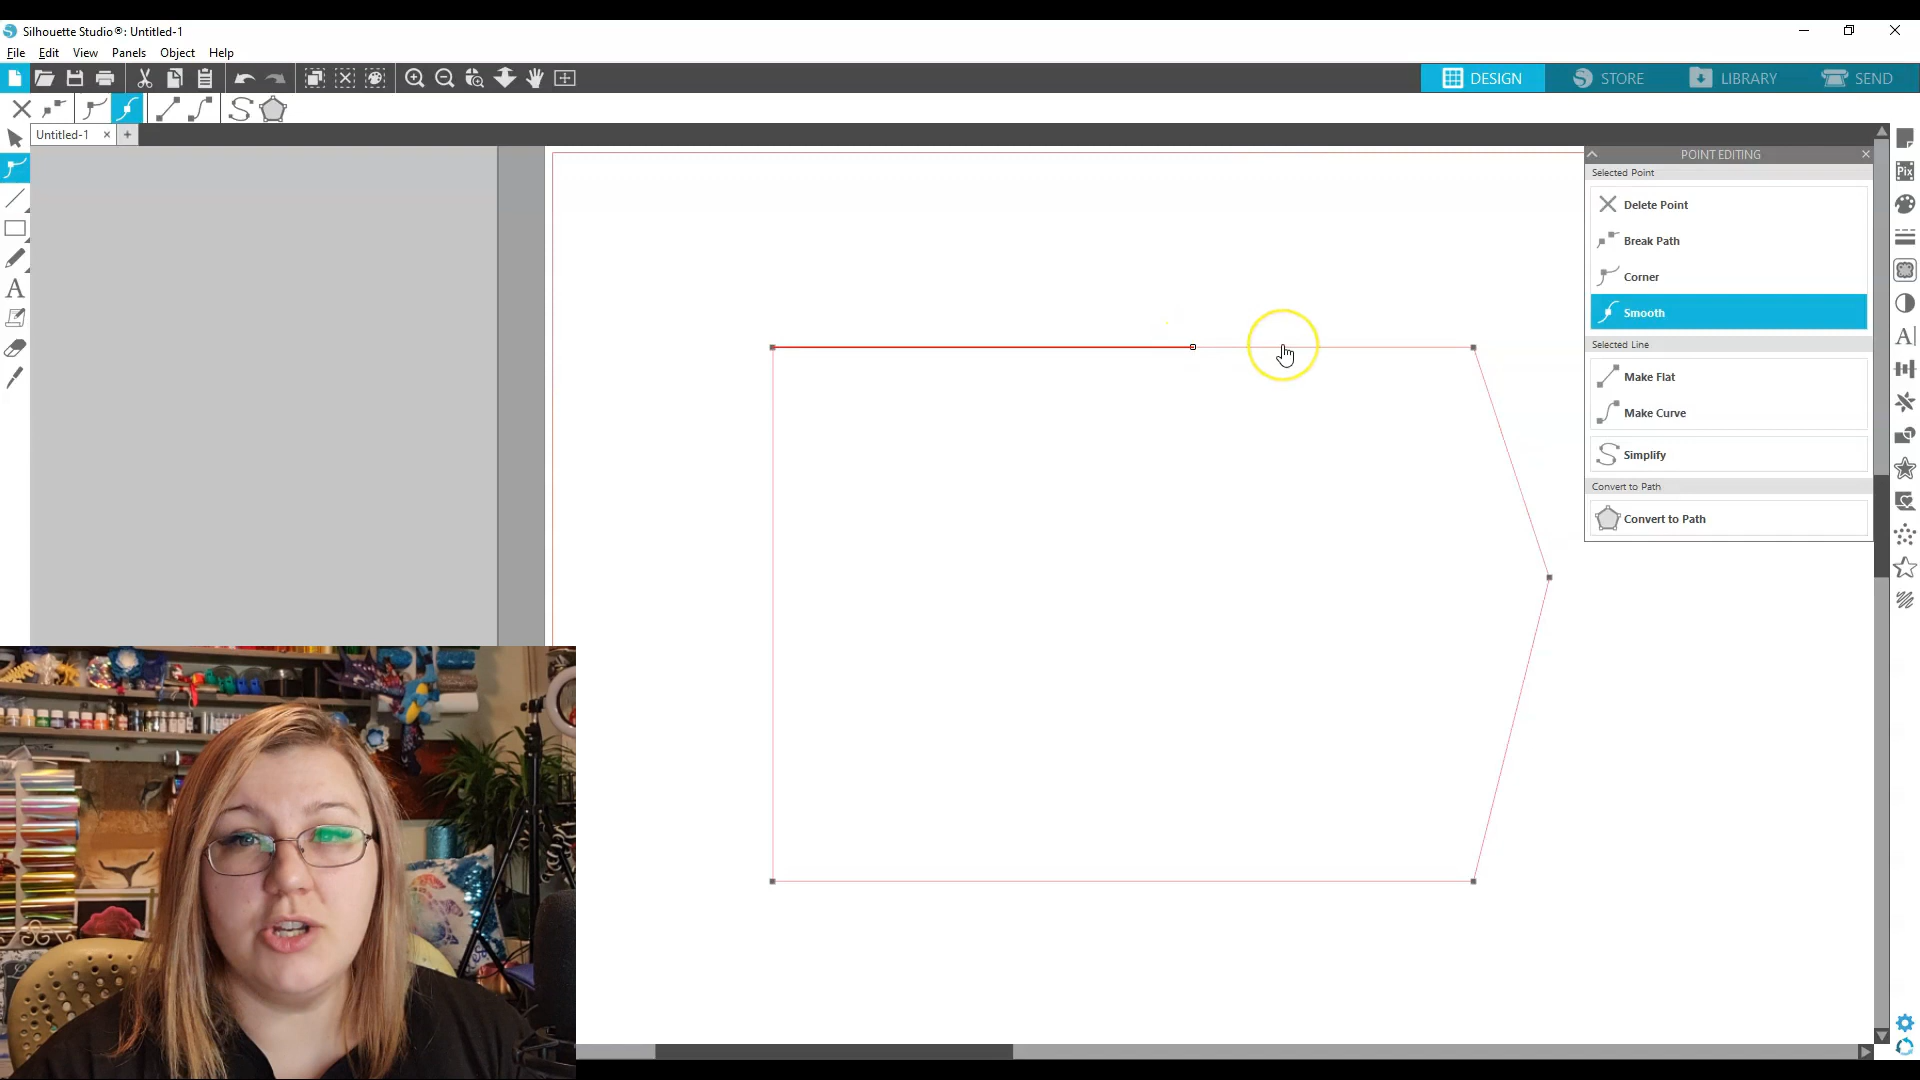 Silhouette Studio®: Untitled-1
File Edit View Panels Object Help
DESIGN STORE LIBRARY SEND
Untitled-1
POINT EDITING
Selected Point
Delete Point
Break Path
Corner
Smooth
Selected Line
Make Flat
Make Curve
Simplify
Convert to Path
Convert to Path
Pix